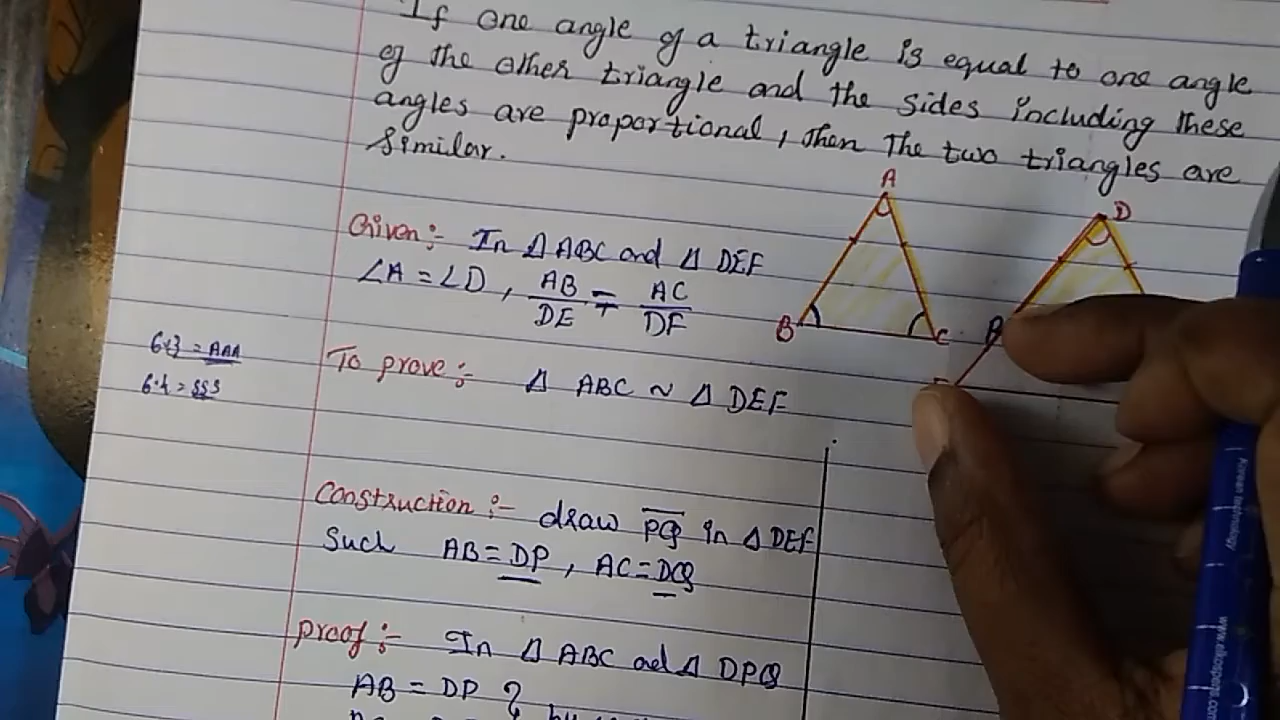 If one angle of a triangle is equal to one angle
of the other triangle and the sides including these
angles are proportional, then the two triangles are
similar.
Given:- In Δ ABC and Δ DEF
∠A = ∠D, AB/DE = AC/DF
6.3 = AAA
6.4 = SSS
To prove:- Δ ABC ~ Δ DEF
A
B
C
D
P
Construction:- draw PQ in Δ DEF
Such AB = DP, AC = DQ
Proof:- In Δ ABC and Δ DPQ
AB = DP
www.elkospens.com